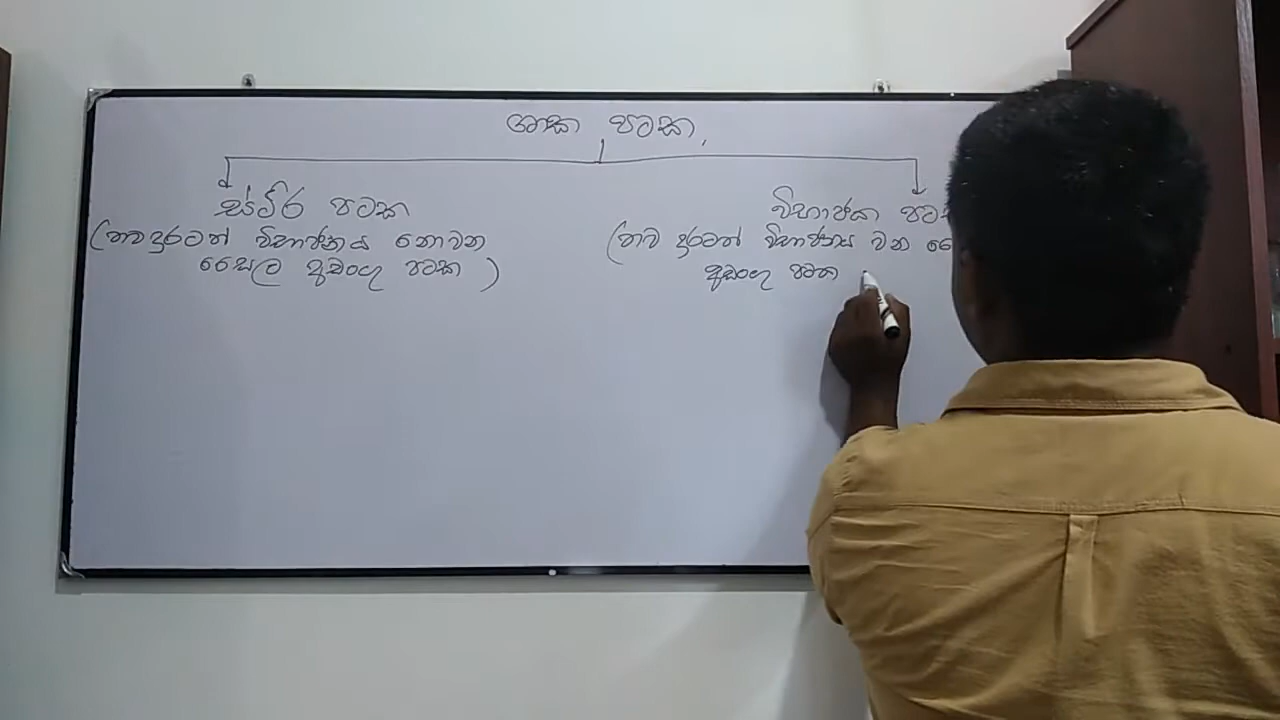 ශාක පටක
ස්ථිර පටක
(තවදුරටත් විභාජනය නොවන
සෛල අඩංගු පටක)
විභාජක
(තව දුරටත් විභාජනය වන
අඩංගු පටක